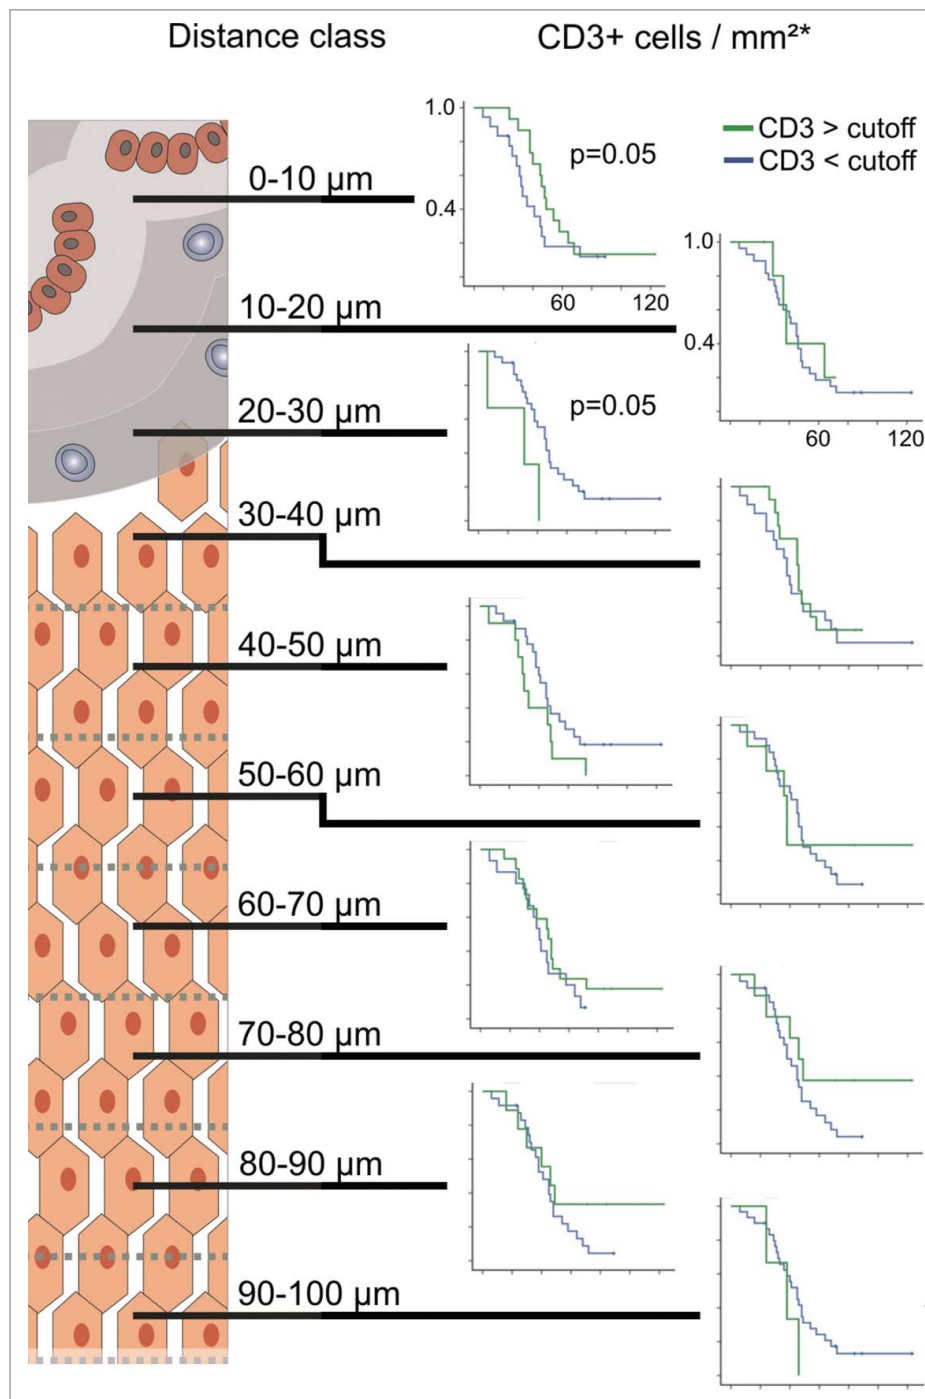 Distance class
CD3+ cells / mm²*
1.0
0.4
60
120
p=0.05
CD3 > cutoff
CD3 < cutoff
0-10 µm
1.0
0.4
60
120
10-20 µm
p=0.05
20-30 µm
30-40 µm
40-50 µm
50-60 µm
60-70 µm
70-80 µm
80-90 µm
90-100 µm